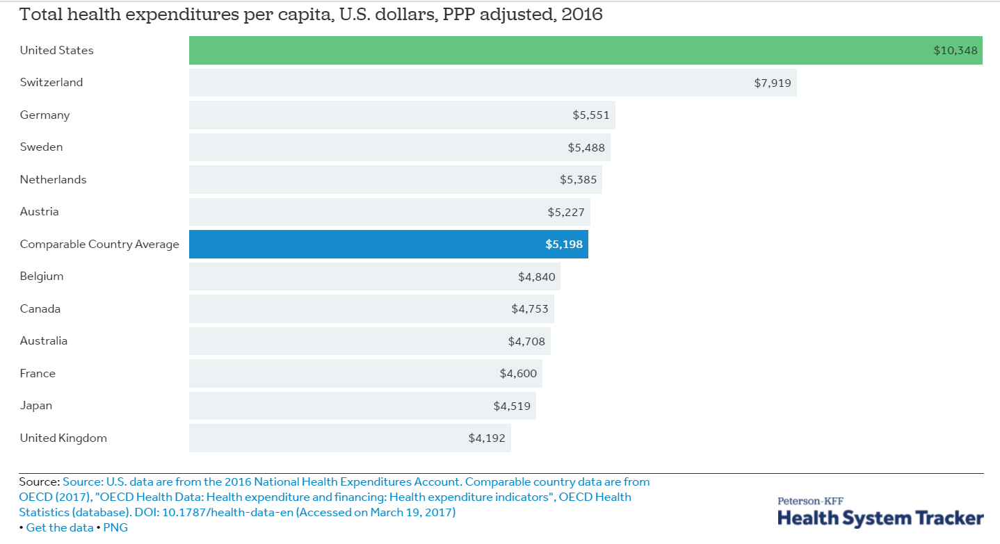 Total health expenditures per capita, U.S. dollars, PPP adjusted, 2016
United States $10,348
Switzerland $7,919
Germany $5,551
Sweden $5,488
Netherlands $5,385
Austria $5,227
Comparable Country Average $5,198
Belgium $4,840
Canada $4,753
Australia $4,708
France $4,600
Japan $4,519
United Kingdom $4,192
Source: Source: U.S. data are from the 2016 National Health Expenditures Account. Comparable country data are from
OECD (2017), "OECD Health Data: Health expenditure and financing: Health expenditure indicators", OECD Health
Statistics (database). DOI: 10.1787/health-data-en (Accessed on March 19, 2017)
• Get the data • PNG
Peterson-KFF
Health System Tracker